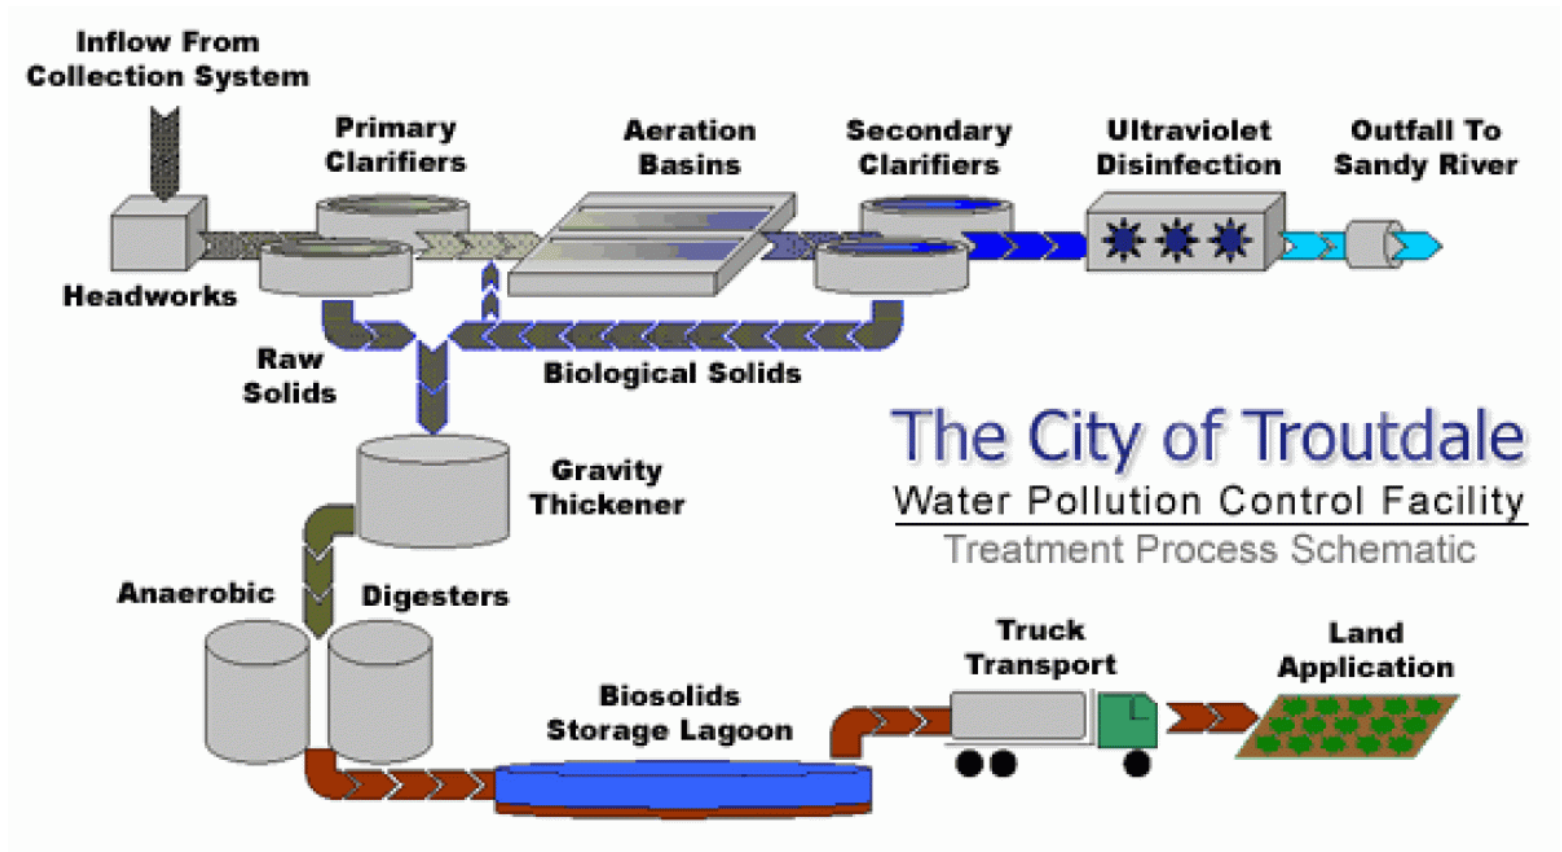 Inflow From
Collection System
Primary
Clarifiers
Aeration
Basins
Secondary
Clarifiers
Ultraviolet
Disinfection
Outfall To
Sandy River
Headworks
Raw
Solids
Biological Solids
The City of Troutdale
Water Pollution Control Facility
Treatment Process Schematic
Gravity
Thickener
Anaerobic
Digesters
Biosolids
Storage Lagoon
Truck
Transport
Land
Application